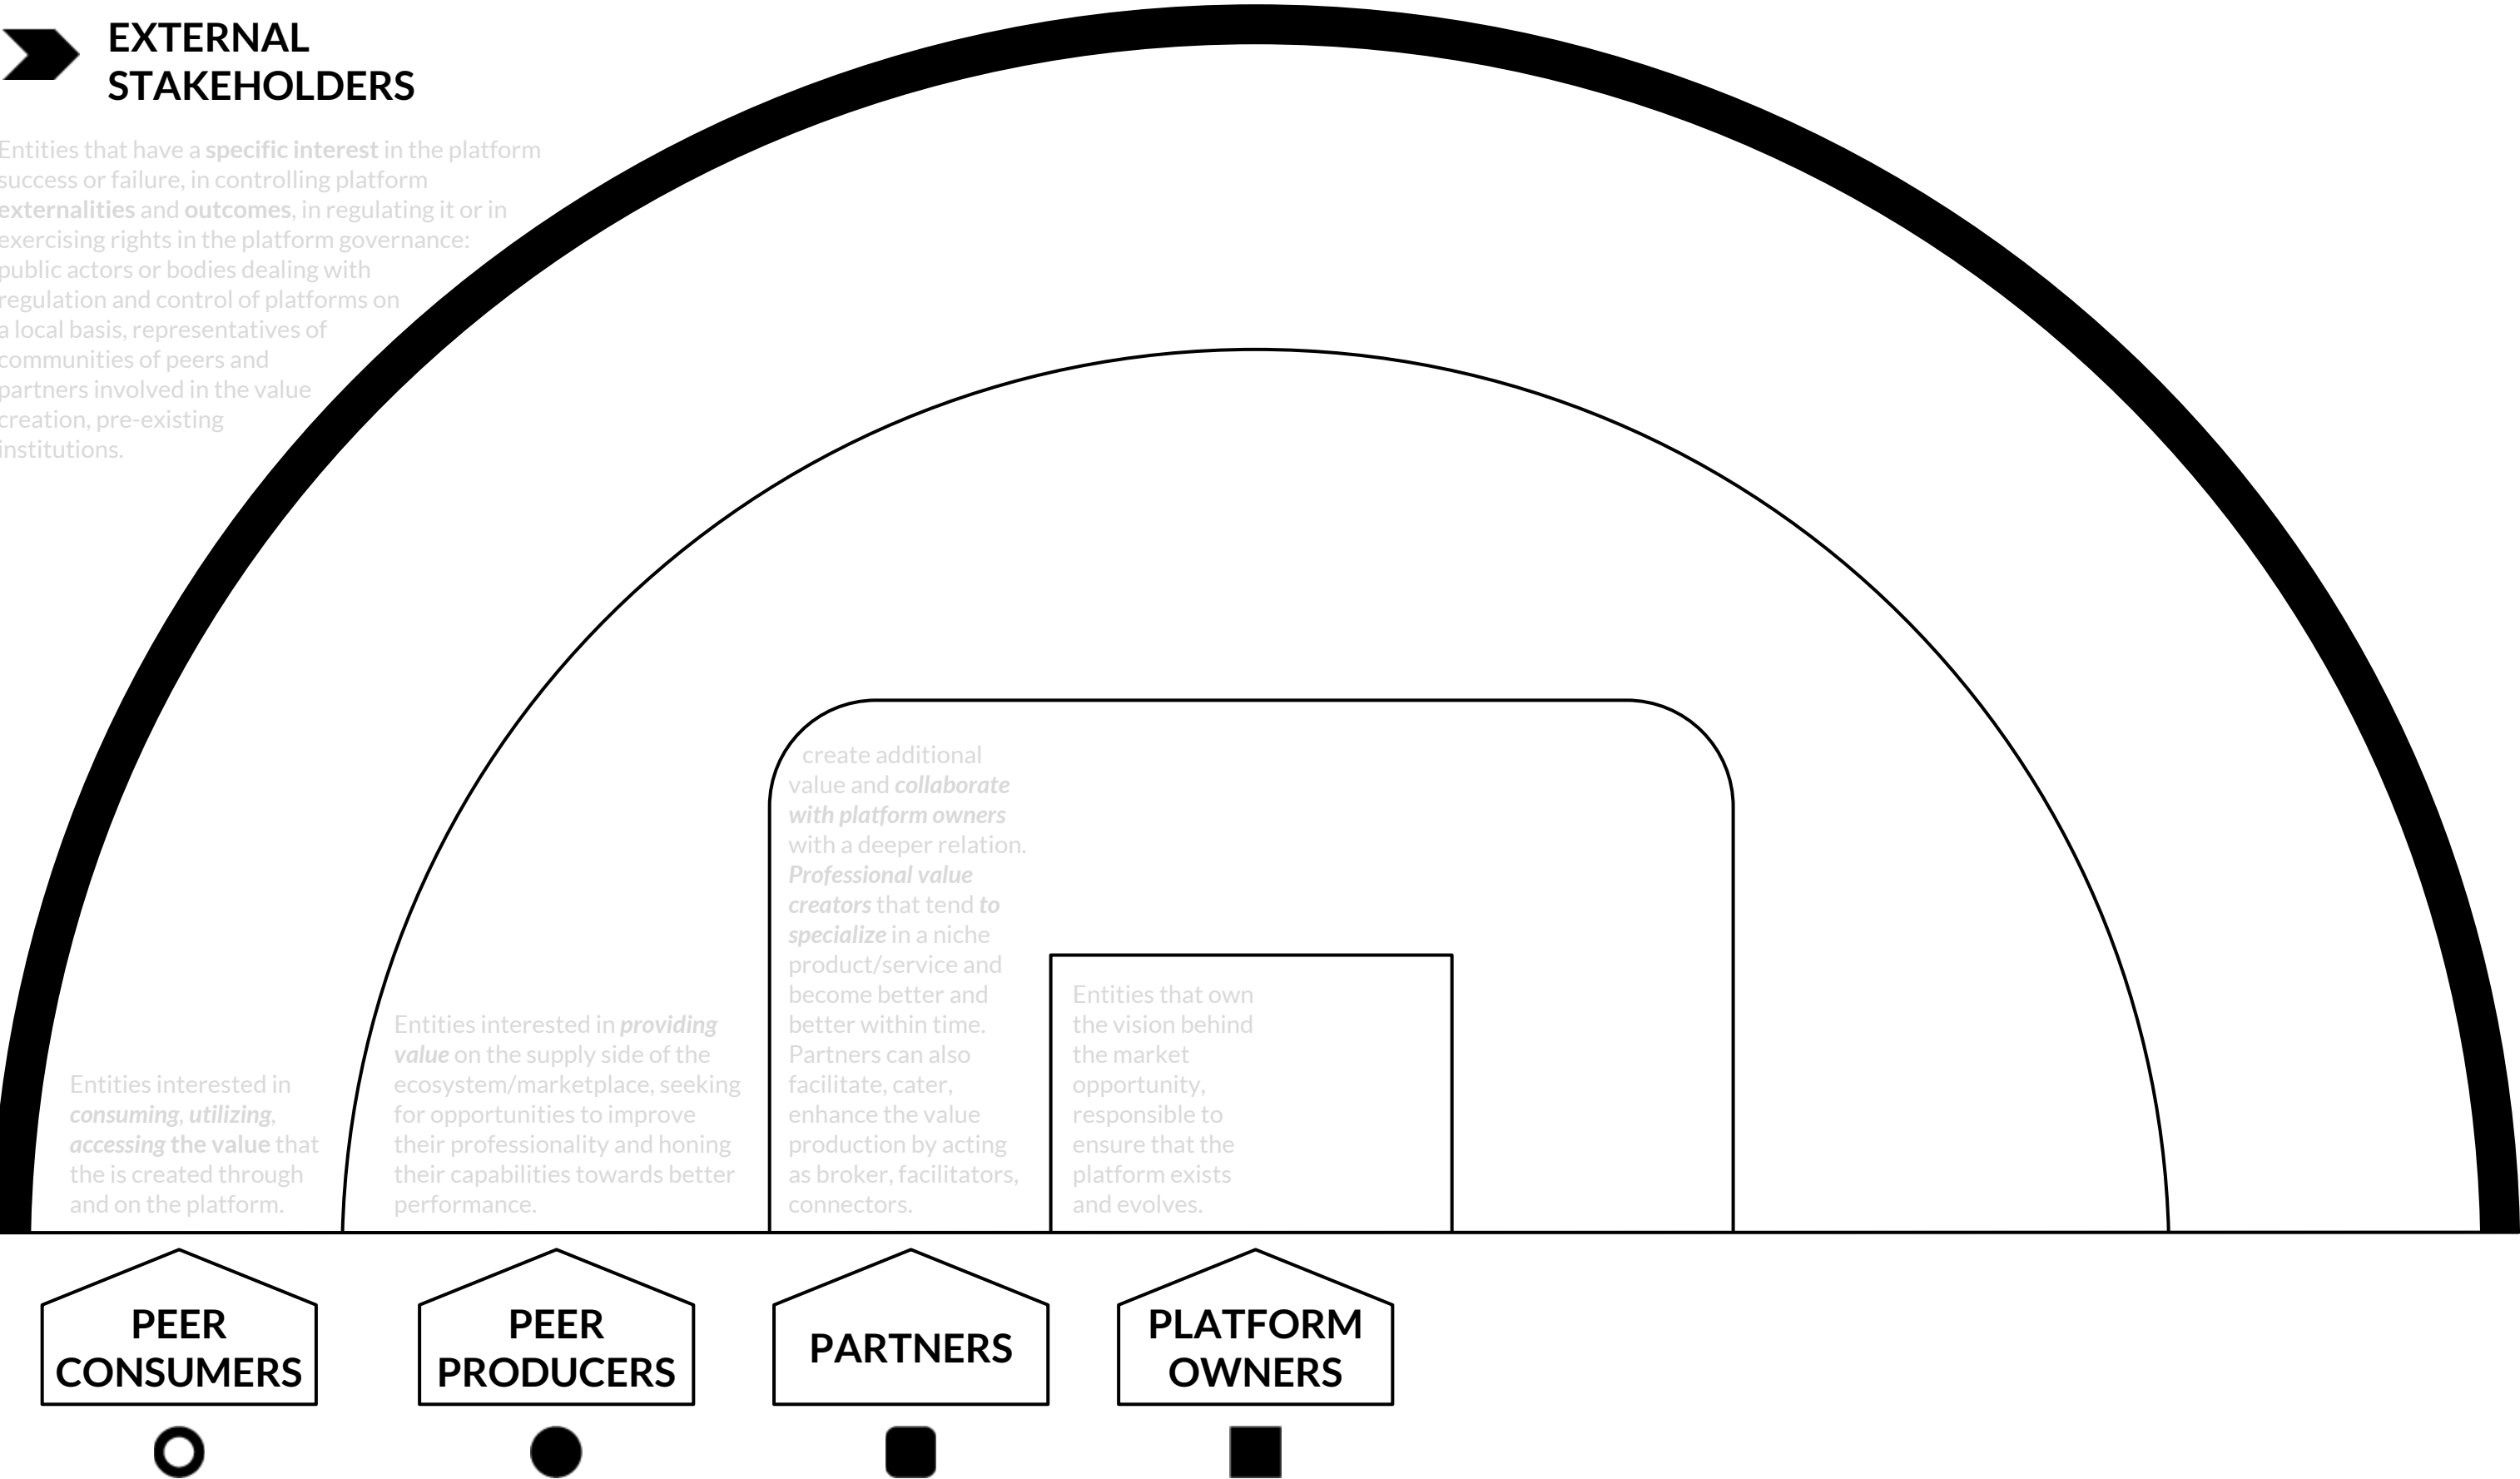 EXTERNAL
STAKEHOLDERS
Entities that have a specific interest in the platform
success or failure, in controlling platform
externalities and outcomes, in regulating it or in
exercising rights in the platform governance:
public actors or bodies dealing with
regulation and control of platforms on
a local basis, representatives of
communities of peers and
partners involved in the value
creation, pre-existing
institutions.
Entities interested in
consuming, utilizing,
accessing the value that
the is created through
and on the platform.
Entities interested in providing
value on the supply side of the
ecosystem/marketplace, seeking
for opportunities to improve
their professionality and honing
their capabilities towards better
performance.
create additional
value and collaborate
with platform owners
with a deeper relation.
Professional value
creators that tend to
specialize in a niche
product/service and
become better and
better within time.
Partners can also
facilitate, cater,
enhance the value
production by acting
as broker, facilitators,
connectors.
Entities that own
the vision behind
the market
opportunity,
responsible to
ensure that the
platform exists
and evolves.
PEER
CONSUMERS
PEER
PRODUCERS
PARTNERS
PLATFORM
OWNERS